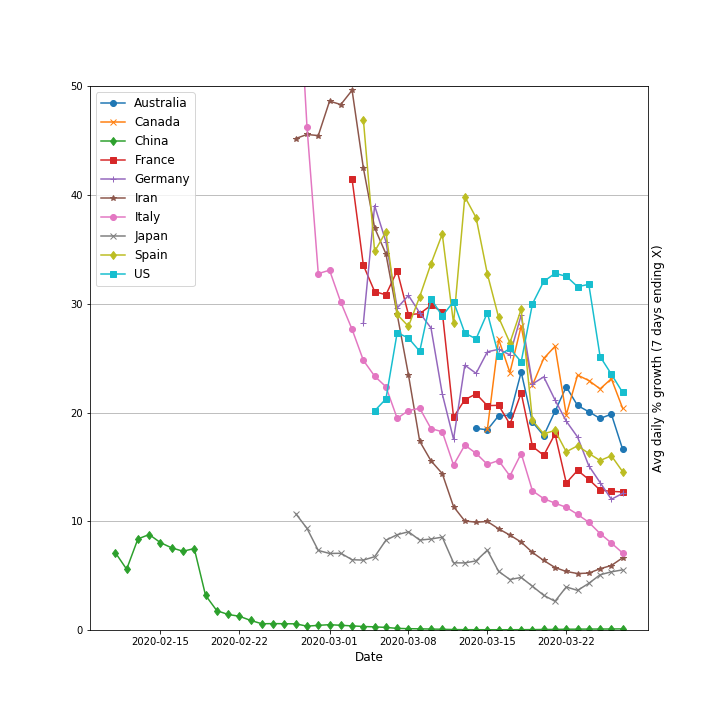 50
40
30
20
10
0
Australia
Canada
China
France
Germany
Iran
Italy
Japan
Spain
US
Avg daily % growth (7 days ending X)
2020-02-15
2020-02-22
2020-03-01
2020-03-08
2020-03-15
2020-03-22
Date